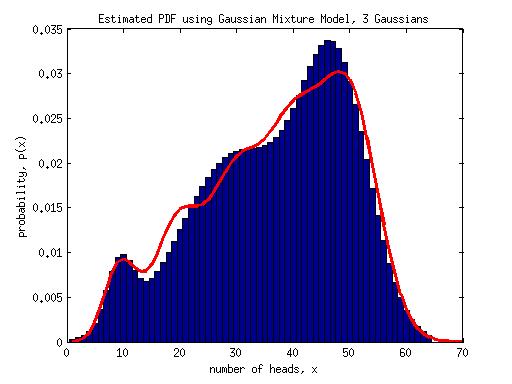 Estimated PDF using Gaussian Mixture Model, 3 Gaussians
0.035
0.03
0.025
0.02
0.015
0.01
0.005
0
probability, p(x)
0 10 20 30 40 50 60 70
number of heads, x